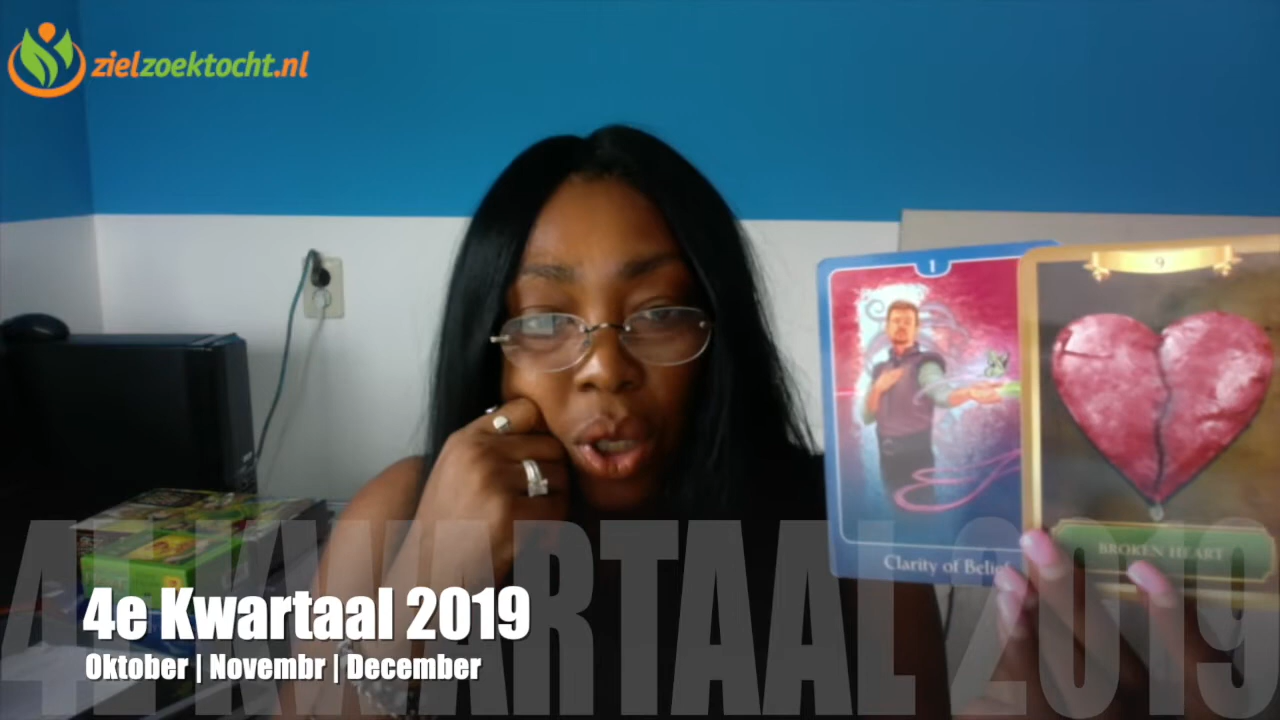 zielzoektocht.nl
1
9
Clarity of Belief
BROKEN HEART
4E KWARTAAL 2019
4e Kwartaal 2019
Oktober | Novembr | December